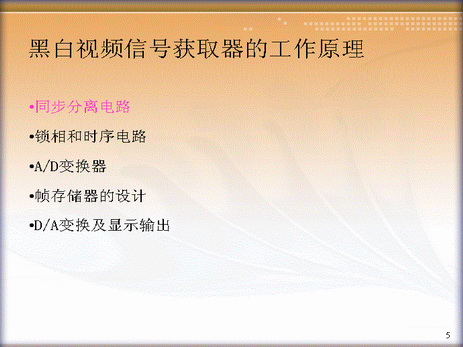 黑白视频信号获取器的工作原理
•同步分离电路
•锁相和时序电路
•A/D变换器
•帧存储器的设计
•D/A变换及显示输出
5